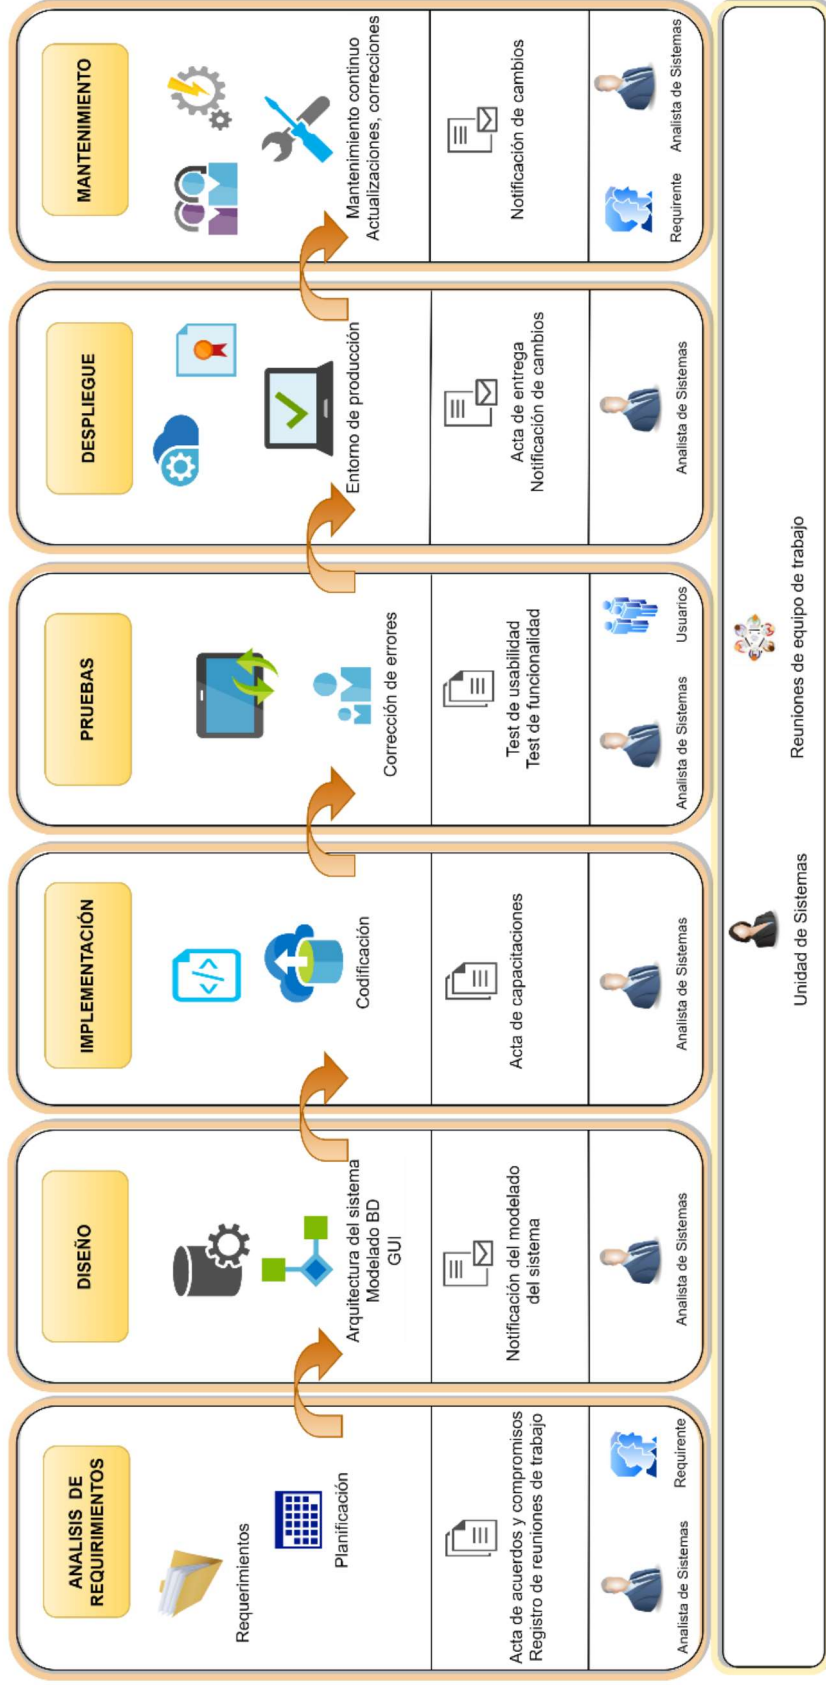 ANALISIS DE
REQUIRIMIENTOS
Requerimientos
Planificación
Acta de acuerdos y compromisos
Registro de reuniones de trabajo
Analista de Sistemas
Requirente
DISEÑO
Arquitectura del sistema
Modelado BD
GUI
Notificación del modelado
del sistema
Analista de Sistemas
IMPLEMENTACIÓN
</>
Codificación
Acta de capacitaciones
Analista de Sistemas
PRUEBAS
Corrección de errores
Test de usabilidad
Test de funcionalidad
Analista de Sistemas
Usuarios
DESPLIEGUE
Entorno de producción
Acta de entrega
Notificación de cambios
Analista de Sistemas
MANTENIMIENTO
Mantenimiento continuo
Actualizaciones, correcciones
Notificación de cambios
Requirente
Analista de Sistemas
Unidad de Sistemas
Reuniones de equipo de trabajo